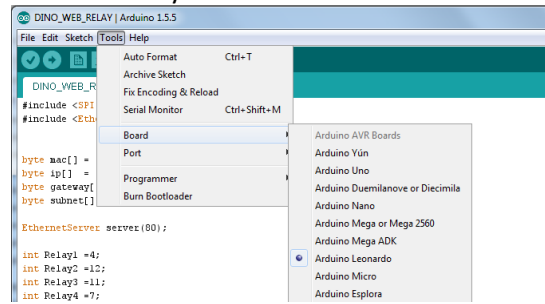 DINO_WEB_RELAY | Arduino 1.5.5
File Edit Sketch Tools Help
Auto Format Ctrl+T
Archive Sketch
Fix Encoding & Reload
Serial Monitor Ctrl+Shift+M
Board
Port
Programmer
Burn Bootloader
Arduino AVR Boards
Arduino Yún
Arduino Uno
Arduino Duemilanove or Diecimila
Arduino Nano
Arduino Mega or Mega 2560
Arduino Mega ADK
Arduino Leonardo
Arduino Micro
Arduino Esplora
DINO_WEB_R
#include <SPI
#include <Eth
byte mac[] =
byte ip[] =
byte gateway[
byte subnet[]
EthernetServer server(80);
int Relay1 =4;
int Relay2 =12;
int Relay3 =11;
int Relay4 =7;